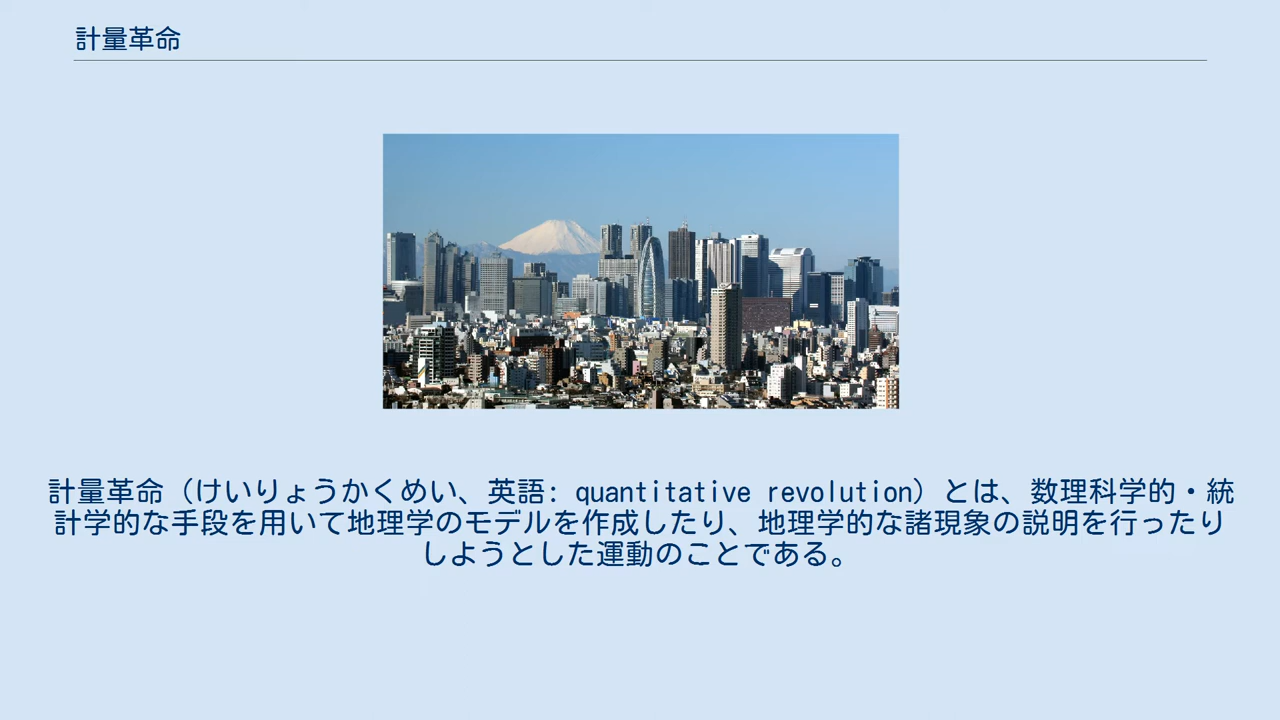 計量革命
計量革命（けいりょうかくめい、英語: quantitative revolution）とは、数理科学的・統
計学的な手段を用いて地理学のモデルを作成したり、地理学的な諸現象の説明を行ったり
しようとした運動のことである。